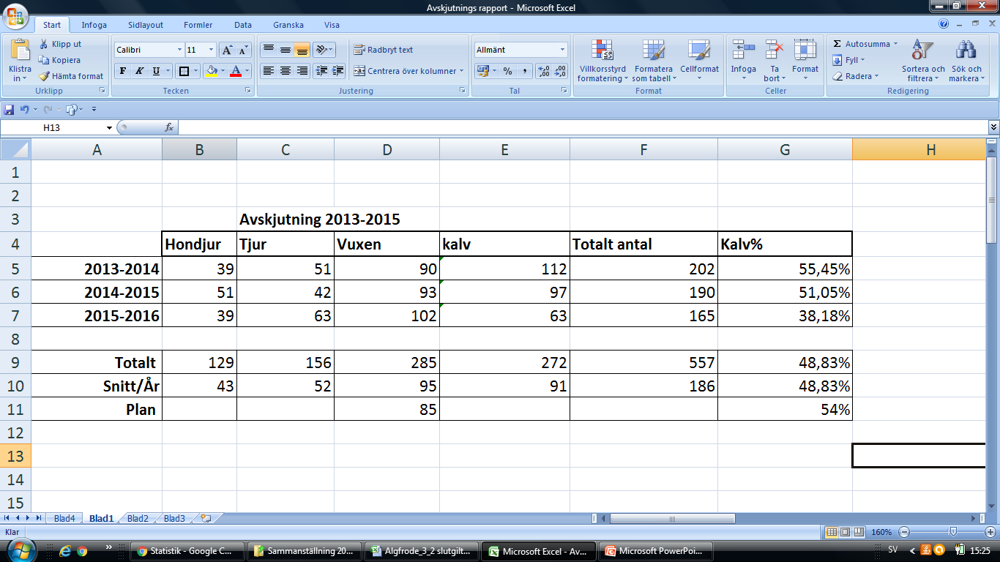 Avskjutnings rapport - Microsoft Excel
Start Infoga Sidlayout Formler Data Granska Visa
Klistra in
Klipp ut
Kopiera
Hämta format
Urklipp
Calibri 11
F K U
Tecken
Radbryt text
Centrera över kolumner
Justering
Allmänt
% ,
Tal
Villkorsstyrd formatering
Formatera som tabell
Cellformat
Format
Infoga
Ta bort
Format
Celler
Autosumma
Fyll
Radera
Sortera och filtrera
Sök och markera
Redigering
H13 fx
A B C D E F G H
1
2
3 Avskjutning 2013-2015
4 Hondjur Tjur Vuxen kalv Totalt antal Kalv%
5 2013-2014 39 51 90 112 202 55,45%
6 2014-2015 51 42 93 97 190 51,05%
7 2015-2016 39 63 102 63 165 38,18%
8
9 Totalt 129 156 285 272 557 48,83%
10 Snitt/År 43 52 95 91 186 48,83%
11 Plan 85 54%
12
13
14
15
Blad4 Blad1 Blad2 Blad3
Klar 160%
Statistik - Google C... Sammanställning 20... Algfrode_3_2 slutgilt... Microsoft Excel - Av... Microsoft PowerPoi... SV 15:25